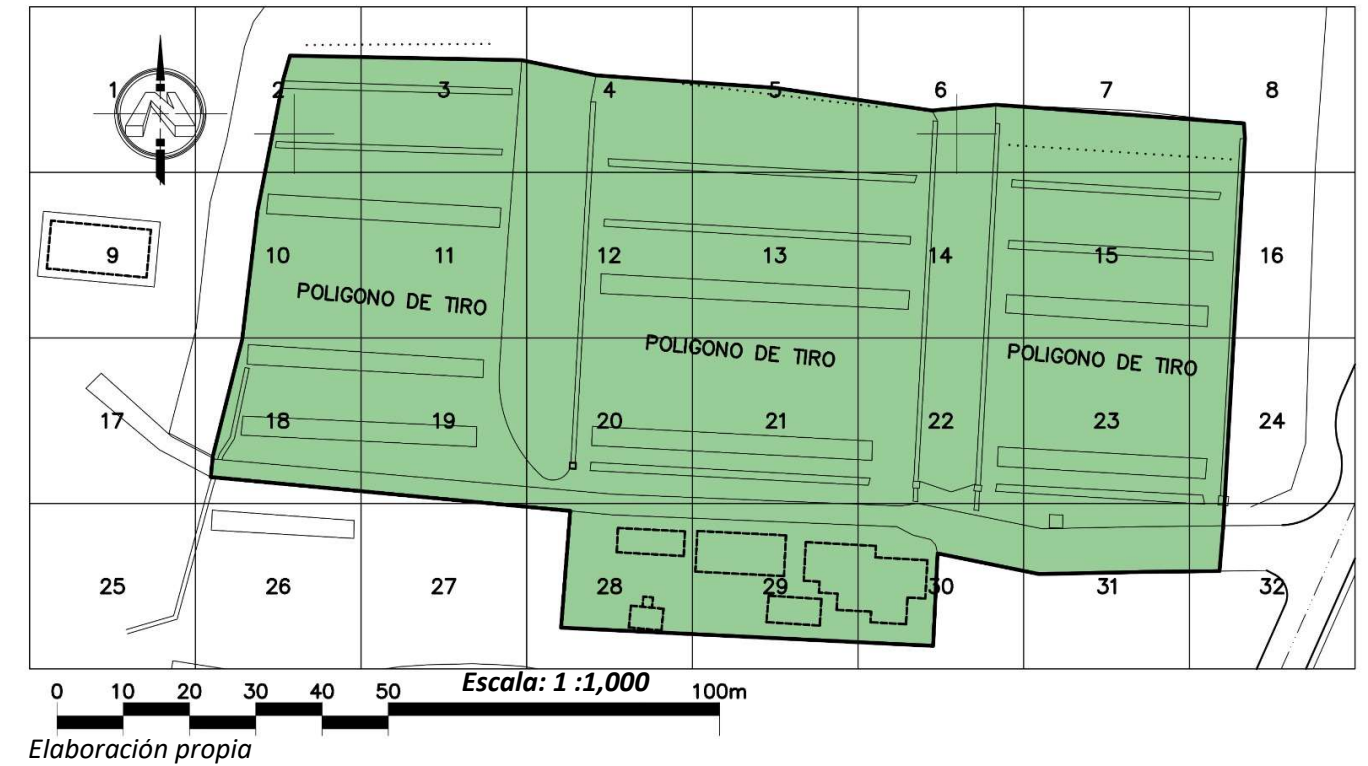 1 2 3 4 5 6 7 8
N
9 10 11 12 13 14 15 16
POLIGONO DE TIRO
POLIGONO DE TIRO
POLIGONO DE TIRO
17 18 19 20 21 22 23 24
25 26 27 28 29 30 31 32
Escala: 1 :1,000
0 10 20 30 40 50 100m
Elaboración propia